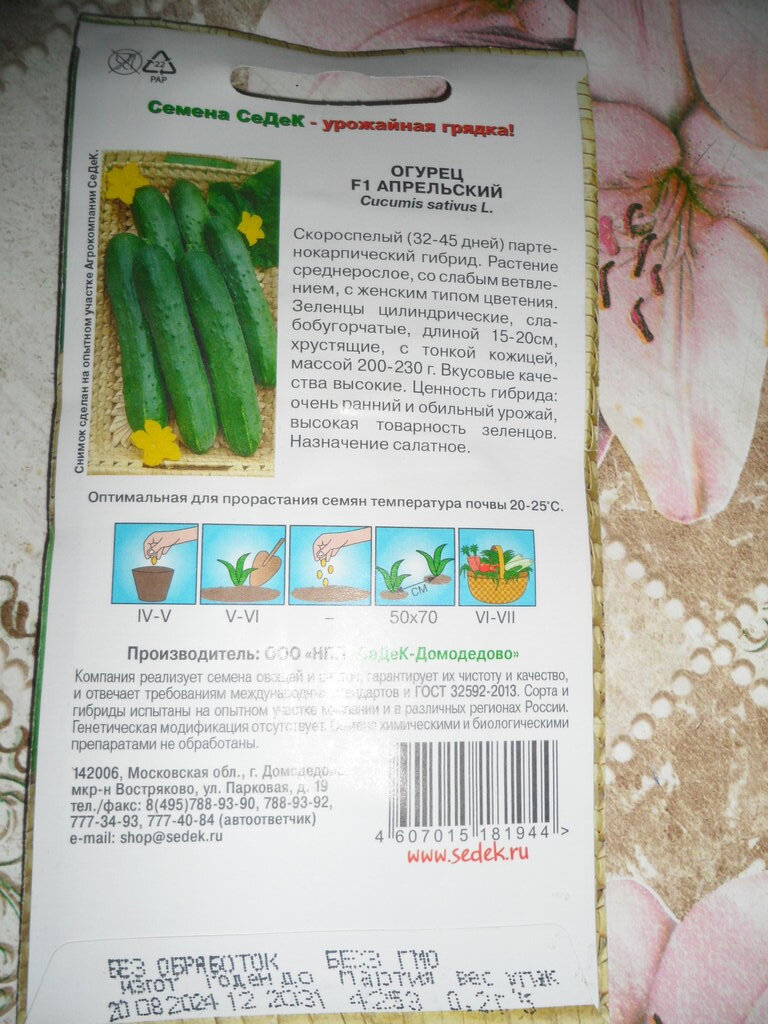 22
PAP
Семена СеДеК - урожайная грядка!
Снимок сделан на опытном участке Агрокомпании СеДеК.
ОГУРЕЦ
F1 АПРЕЛЬСКИЙ
Cucumis sativus L.
Скороспелый (32-45 дней) парте-
нокарпический гибрид. Растение
среднерослое, со слабым ветвле-
нием, с женским типом цветения.
Зеленцы цилиндрические, сла-
бобугорчатые, длиной 15-20см,
хрустящие, с тонкой кожицей,
массой 200-230 г. Вкусовые каче-
ства высокие. Ценность гибрида:
очень ранний и обильный урожай,
высокая товарность зеленцов.
Назначение салатное.
Оптимальная для прорастания семян температура почвы 20-25°С.
СМ
IV-V V-VI – 50x70 VI-VII
Производитель: ООО «НПФ СеДеК-Домодедово»
Компания реализует семена овощей и гарантирует их чистоту и качество,
и отвечает требованиям международных стандартов и ГОСТ 32592-2013. Сорта и
гибриды испытаны на опытном участке компании и в различных регионах России.
Генетическая модификация отсутствует. Семена химическими и биологическими
препаратами не обработаны.
142006, Московская обл., г. Домодедово,
мкр-н Востряково, ул. Парковая, д. 19
тел./факс: 8(495)788-93-90, 788-93-92,
777-34-93, 777-40-84 (автоответчик)
e-mail: shop@sedek.ru
4 607015 181944 >
www.sedek.ru
БЕЗ ОБРАБОТОК БЕЗ ГМО
изгот годен до партия вес упак
20 08 2024 12 2031 4253 0.2г